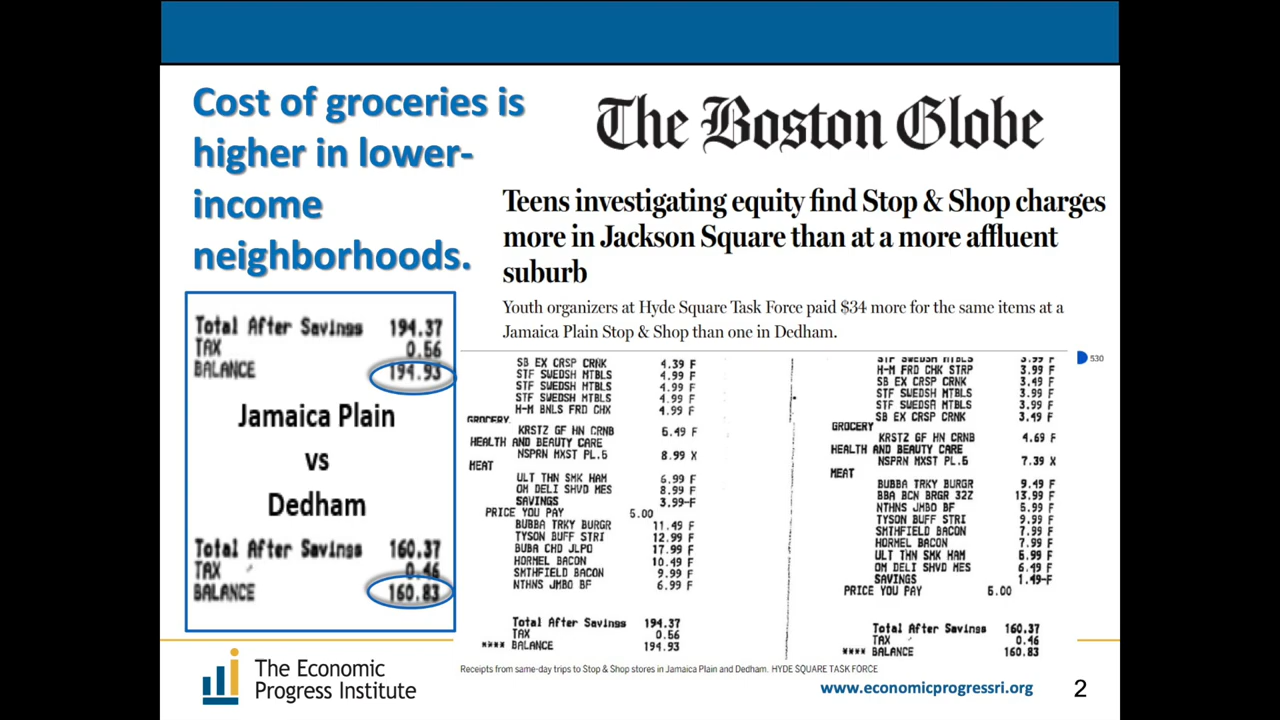 Cost of groceries is
higher in lower-
income
neighborhoods.
The Boston Globe
Teens investigating equity find Stop & Shop charges
more in Jackson Square than at a more affluent
suburb
Youth organizers at Hyde Square Task Force paid $34 more for the same items at a
Jamaica Plain Stop & Shop than one in Dedham.
Total After Savings 194.37
TAX 0.56
BALANCE 194.93
Jamaica Plain
vs
Dedham
Total After Savings 160.37
TAX 0.46
BALANCE 160.83
SB EX CRSP CRNK 4.39 F
STF SWEDSH MTBLS 4.99 F
STF SWEDSH MTBLS 4.99 F
STF SWEDSH MTBLS 4.99 F
H-M BNLS FRD CHX 4.99 F
GROCERY
KRSTZ GF HN CRNB 5.49 F
HEALTH AND BEAUTY CARE
NSPRN MXST PL.5 8.99 X
MEAT
ULT THN SMK HAM 6.99 F
OM DELI SHVD MES 8.99 F
SAVINGS 3.99-F
PRICE YOU PAY 5.00
BUBBA TRKY BURGR 11.49 F
TYSON BUFF STRI 12.99 F
BUBA CHD JLPO 17.99 F
HORMEL BACON 10.49 F
SMTHFIELD BACON 9.99 F
NTHNS JMBO BF 6.99 F
Total After Savings 194.37
TAX 0.56
**** BALANCE 194.93
STF SWEDSH MTBLS 3.99 F
H-M FRD CHK STRP 3.99 F
SB EX CRSP CRNK 3.49 F
STF SWEDSH MTBLS 3.99 F
STF SWEDSH MTBLS 3.99 F
SB EX CRSP CRNK 3.49 F
GROCERY
KRSTZ GF HN CRNB 4.69 F
HEALTH AND BEAUTY CARE
NSPRN MXST PL.5 7.39 X
MEAT
BUBBA TRKY BURGR 9.49 F
BBA BCN BRGR 32Z 13.99 F
NTHNS JMBO BF 5.99 F
TYSON BUFF STRI 9.99 F
SMTHFIELD BACON 7.99 F
HORMEL BACON 7.99 F
ULT THN SMK HAM 5.99 F
OM DELI SHVD MES 6.49 F
SAVINGS 1.49-F
PRICE YOU PAY 5.00
Total After Savings 160.37
TAX 0.46
**** BALANCE 160.83
530
Receipts from same-day trips to Stop & Shop stores in Jamaica Plain and Dedham. HYDE SQUARE TASK FORCE
The Economic
Progress Institute
www.economicprogressri.org
2